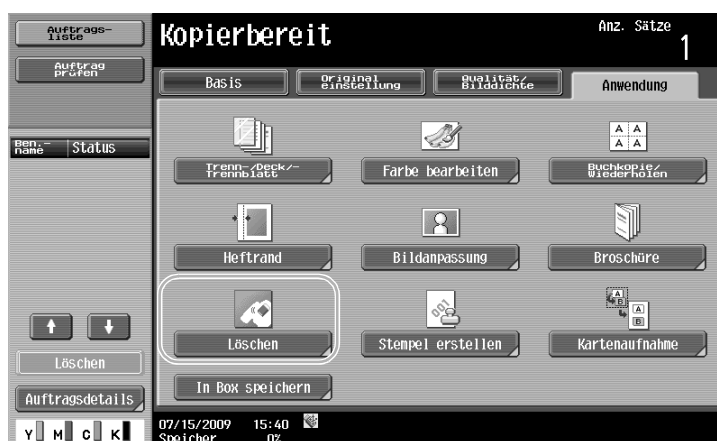 Auftrags-
liste
Auftrag
prüfen
Ben.-
name
Status
Löschen
Auftragsdetails
Y M C K
Kopierbereit
Anz. Sätze
1
Basis
Original
einstellung
Qualität/
Bilddichte
Anwendung
Trenn-/Deck/-
Trennblatt
Farbe bearbeiten
A A
A A
Buchkopie/
Wiederholen
Heftrand
Bildanpassung
Broschüre
Löschen
001
Stempel erstellen
A
B
A
B
Kartenaufnahme
In Box speichern
07/15/2009 15:40
Speicher 0%